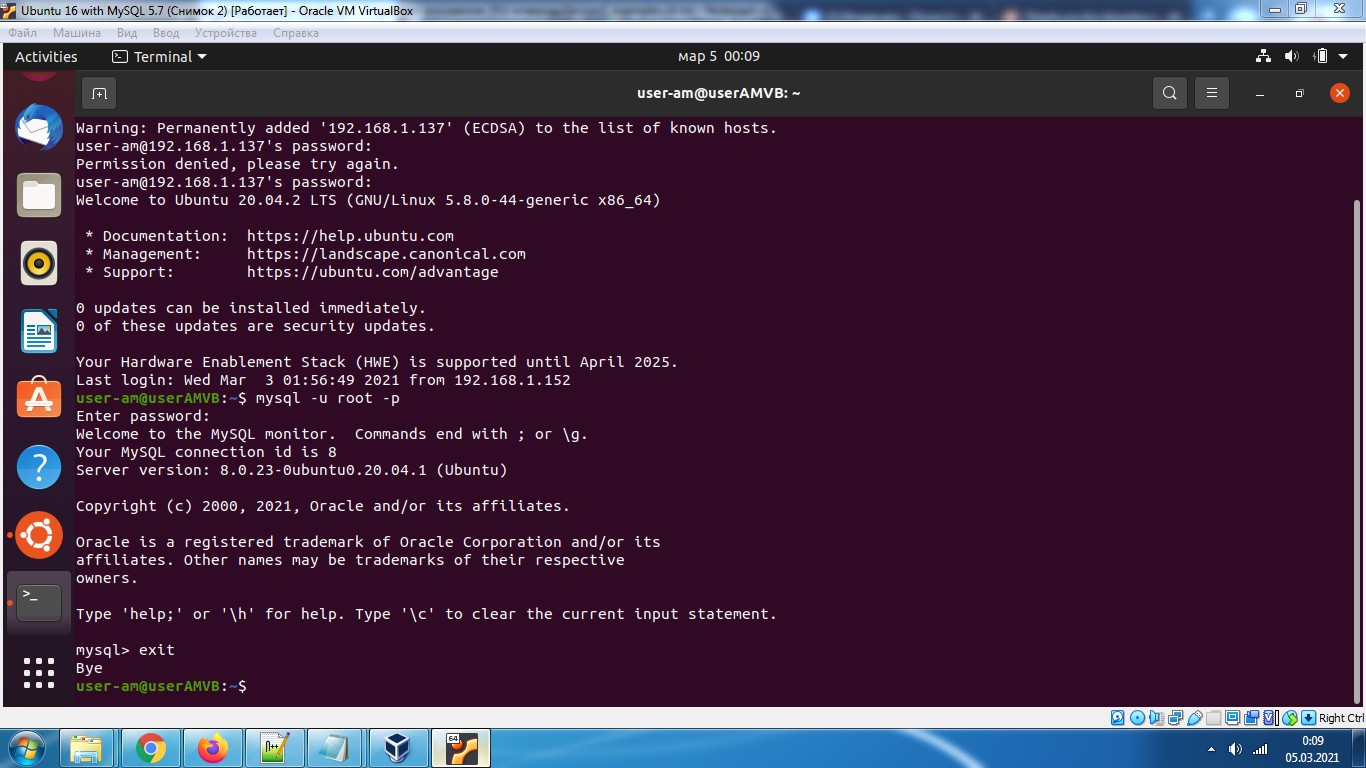 Ubuntu 16 with MySQL 5.7 (Снимок 2) [Работает] - Oracle VM VirtualBox
Файл Машина Вид Ввод Устройства Справка
Activities Terminal мар 5 00:09
user-am@userAMVB: ~
Warning: Permanently added '192.168.1.137' (ECDSA) to the list of known hosts.
user-am@192.168.1.137's password:
Permission denied, please try again.
user-am@192.168.1.137's password:
Welcome to Ubuntu 20.04.2 LTS (GNU/Linux 5.8.0-44-generic x86_64)
* Documentation: https://help.ubuntu.com
* Management: https://landscape.canonical.com
* Support: https://ubuntu.com/advantage
0 updates can be installed immediately.
0 of these updates are security updates.
Your Hardware Enablement Stack (HWE) is supported until April 2025.
Last login: Wed Mar  3 01:56:49 2021 from 192.168.1.152
user-am@userAMVB:~$ mysql -u root -p
Enter password:
Welcome to the MySQL monitor.  Commands end with ; or \g.
Your MySQL connection id is 8
Server version: 8.0.23-0ubuntu0.20.04.1 (Ubuntu)
Copyright (c) 2000, 2021, Oracle and/or its affiliates.
Oracle is a registered trademark of Oracle Corporation and/or its
affiliates. Other names may be trademarks of their respective
owners.
Type 'help;' or '\h' for help. Type '\c' to clear the current input statement.
mysql> exit
Bye
user-am@userAMVB:~$
Right Ctrl
64
0:09
05.03.2021